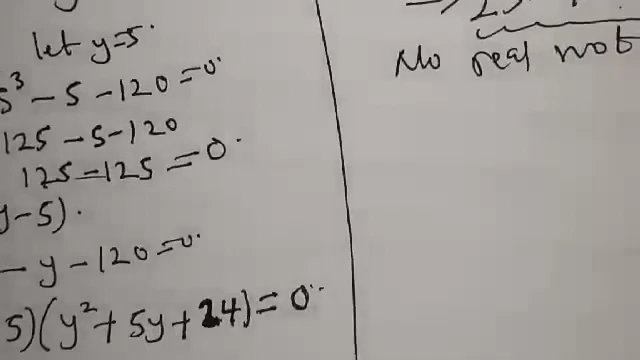 let y=5.
5³ - 5 - 120 = 0.
125 - 5 - 120
125 - 125 = 0.
y - 5).
- y - 120 = 0.
5)(y² + 5y + 24) = 0..
No real